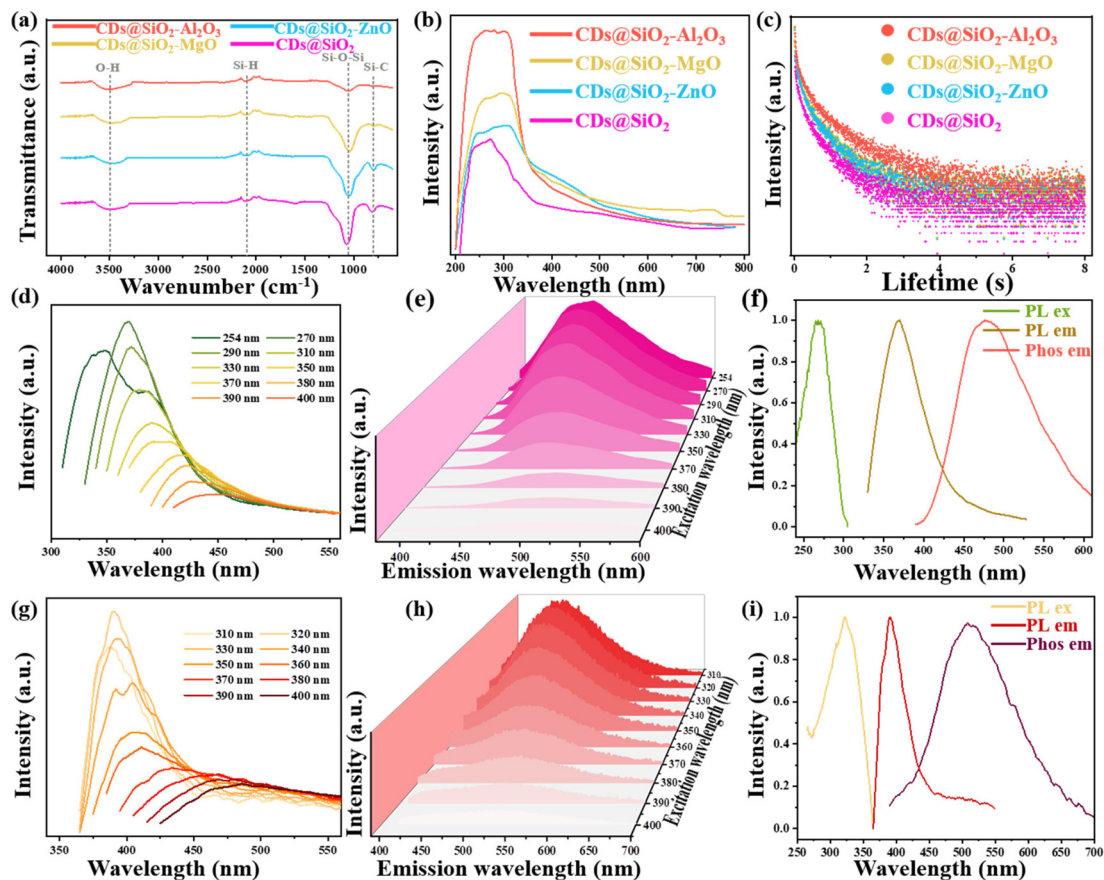 (a)
CDs@SiO₂-Al₂O₃
CDs@SiO₂-ZnO
CDs@SiO₂-MgO
CDs@SiO₂
O-H
Si-H
Si-O-Si
Si-C
Transmittance (a.u.)
4000 3500 3000 2500 2000 1500 1000
Wavenumber (cm⁻¹)
(b)
CDs@SiO₂-Al₂O₃
CDs@SiO₂-MgO
CDs@SiO₂-ZnO
CDs@SiO₂
Intensity (a.u.)
200 300 400 500 600 700 800
Wavelength (nm)
(c)
CDs@SiO₂-Al₂O₃
CDs@SiO₂-MgO
CDs@SiO₂-ZnO
CDs@SiO₂
Intensity (a.u.)
0 2 4 6 8
Lifetime (s)
(d)
254 nm 270 nm
290 nm 310 nm
330 nm 350 nm
370 nm 380 nm
390 nm 400 nm
Intensity (a.u.)
300 350 400 450 500 550
Wavelength (nm)
(e)
Intensity (a.u.)
254
270
290
310
330
350
370
380
390
400
Excitation wavelength (nm)
400 450 500 550 600
Emission wavelength (nm)
(f)
PL ex
PL em
Phos em
Intensity (a.u.)
1.0
0.8
0.6
0.4
0.2
0.0
250 300 350 400 450 500 550 600
Wavelength (nm)
(g)
310 nm 320 nm
330 nm 340 nm
350 nm 360 nm
370 nm 380 nm
390 nm 400 nm
Intensity (a.u.)
350 400 450 500 550
Wavelength (nm)
(h)
Intensity (a.u.)
310
320
330
340
350
360
370
380
390
400
Excitation wavelength (nm)
390 400 450 500 550 600 650 700
Emission wavelength (nm)
(i)
PL ex
PL em
Phos em
Intensity (a.u.)
1.0
0.8
0.6
0.4
0.2
0.0
250 300 350 400 450 500 550 600 650 700
Wavelength (nm)